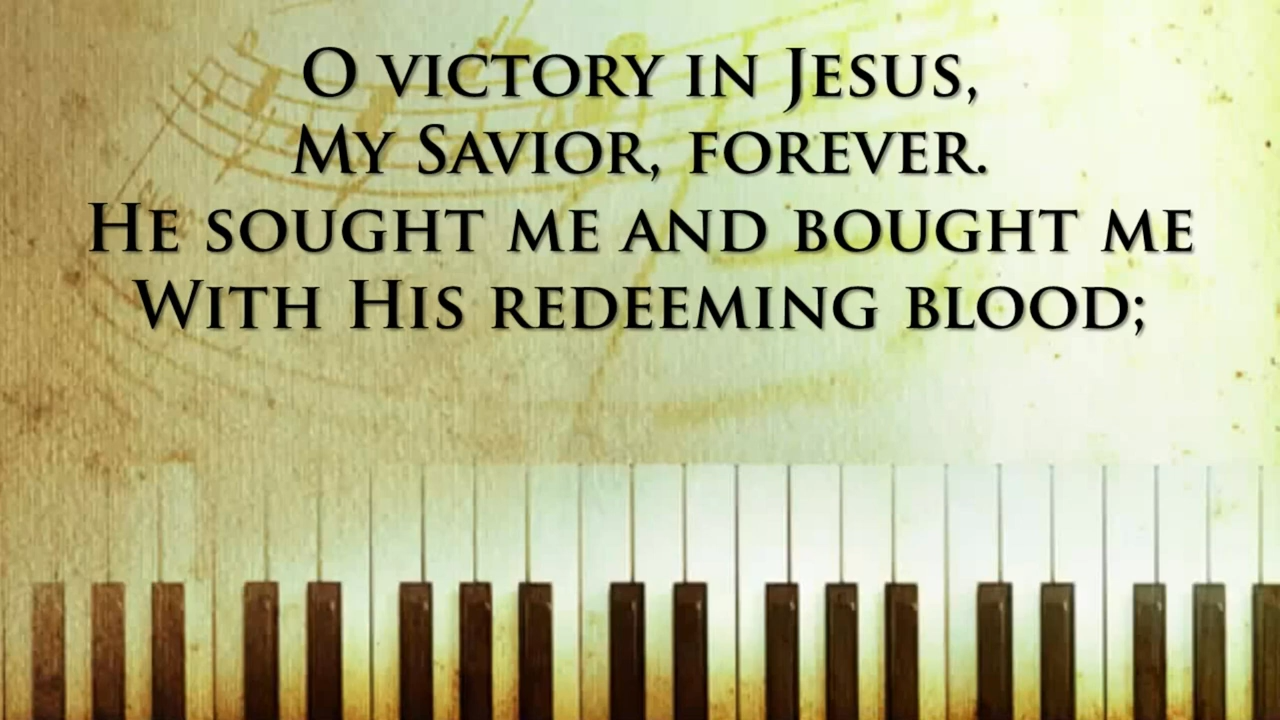 O victory in Jesus,
My Savior, forever.
He sought me and bought me
With His redeeming blood;